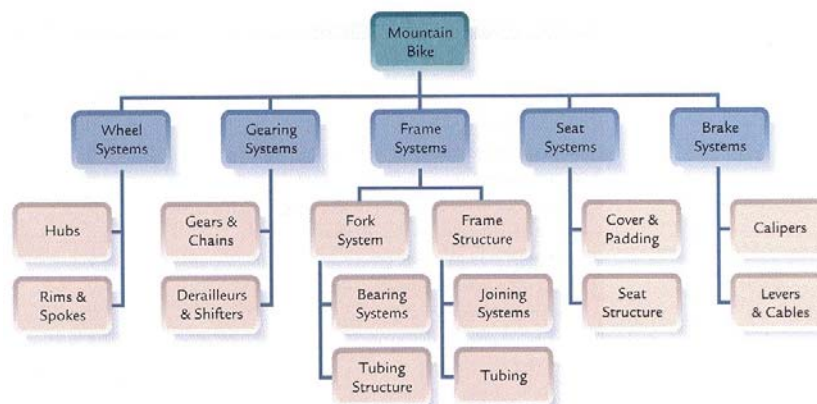 Mountain
Bike
Wheel
Systems
Gearing
Systems
Frame
Systems
Seat
Systems
Brake
Systems
Hubs
Gears &
Chains
Fork
System
Frame
Structure
Cover &
Padding
Calipers
Rims &
Spokes
Derailleurs
& Shifters
Bearing
Systems
Joining
Systems
Seat
Structure
Levers
& Cables
Tubing
Structure
Tubing